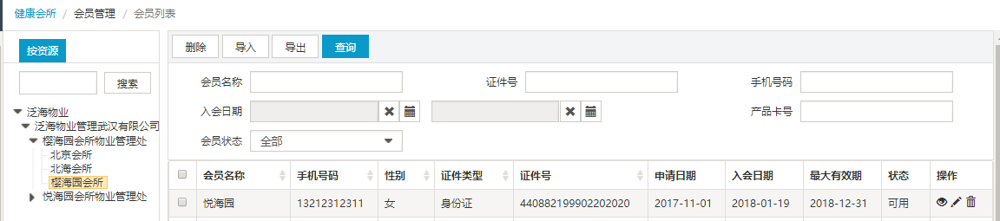 健康会所 / 会员管理 / 会员列表
按资源
删除 导入 导出 查询
搜索
会员名称 证件号 手机号码
入会日期 产品卡号
会员状态 全部
泛海物业
泛海物业管理武汉有限公司
樱海园会所物业管理处
北京会所
北海会所
樱海园会所
悦海园会所物业管理处
会员名称 手机号码 性别 证件类型 证件号 申请日期 入会日期 最大有效期 状态 操作
悦海园 13212312311 女 身份证 440882199902202020 2017-11-01 2018-01-19 2018-12-31 可用